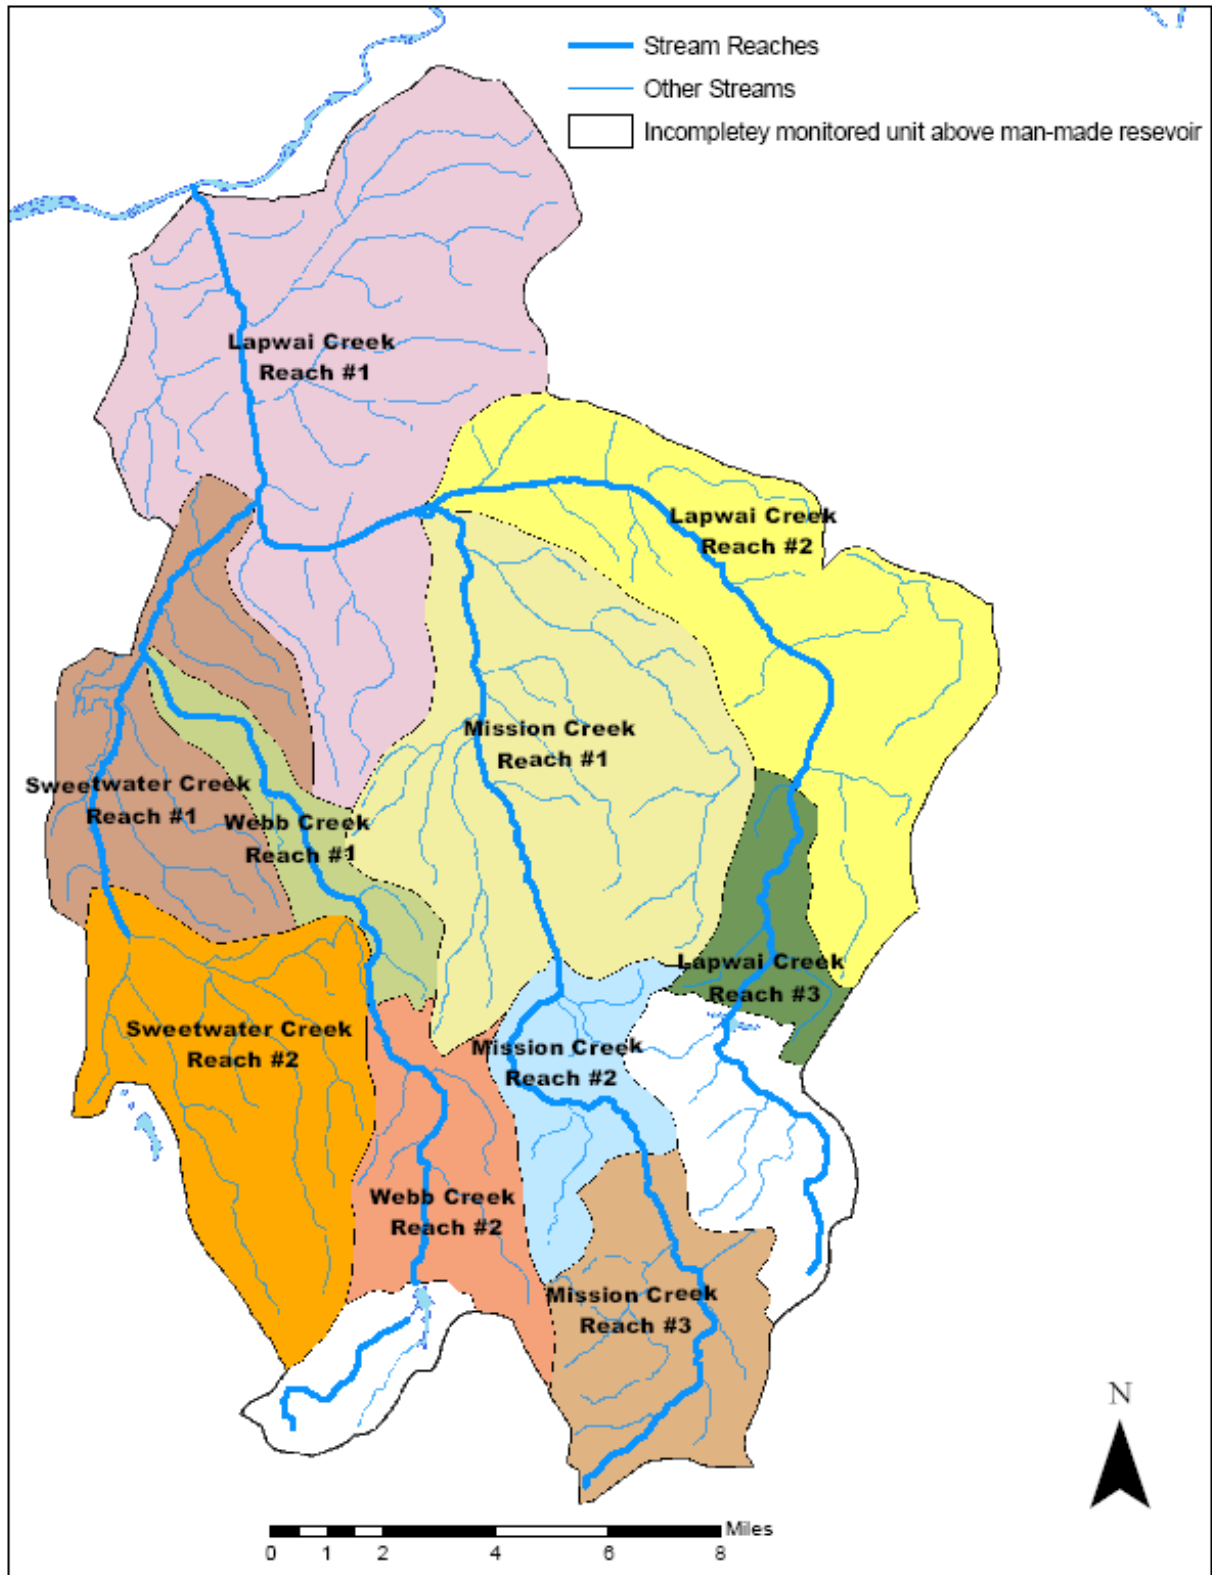 Stream Reaches
Other Streams
Incompletey monitored unit above man-made resevoir
Lapwai Creek
Reach #1
Lapwai Creek
Reach #2
Mission Creek
Reach #1
Sweetwater Creek
Reach #1
Webb Creek
Reach #1
Lapwai Creek
Reach #3
Sweetwater Creek
Reach #2
Mission Creek
Reach #2
Webb Creek
Reach #2
Mission Creek
Reach #3
N
Miles
0 1 2 4 6 8